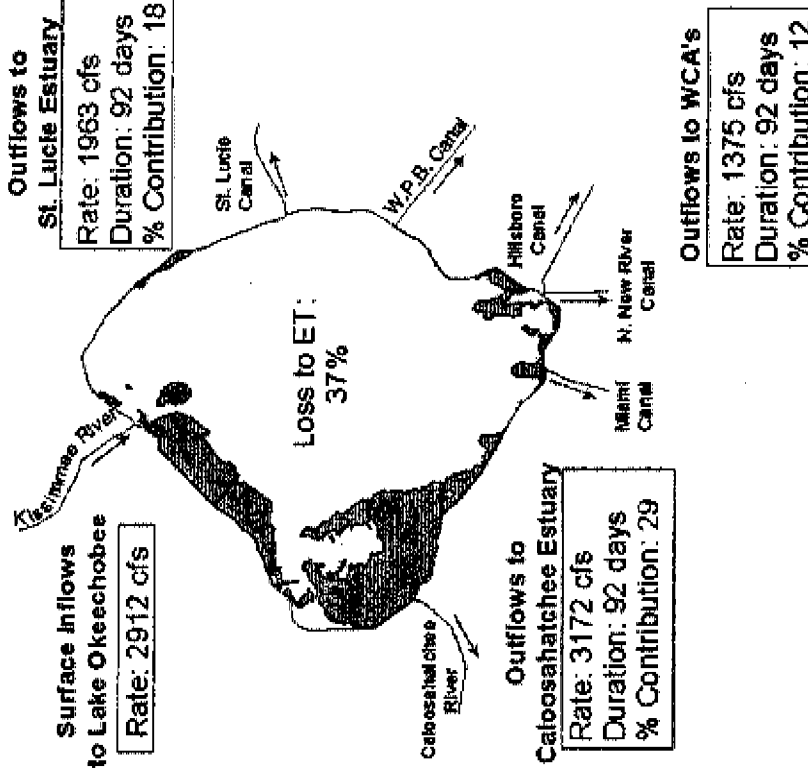 Outflows to
St. Lucie Estuary
Rate: 1963 cfs
Duration: 92 days
% Contribution: 18
St. Lucie
Canal
W.P.B. Canal
Kissimmee River
Surface Inflows
to Lake Okeechobee
Rate: 2912 cfs
Loss to ET:
37%
Hillsboro
Canal
N. New River
Canal
Miami
Canal
Caloosahatchee
River
Outflows to
Caloosahatchee Estuary
Rate: 3172 cfs
Duration: 92 days
% Contribution: 29
Outflows to WCA's
Rate: 1375 cfs
Duration: 92 days
% Contribution: 12